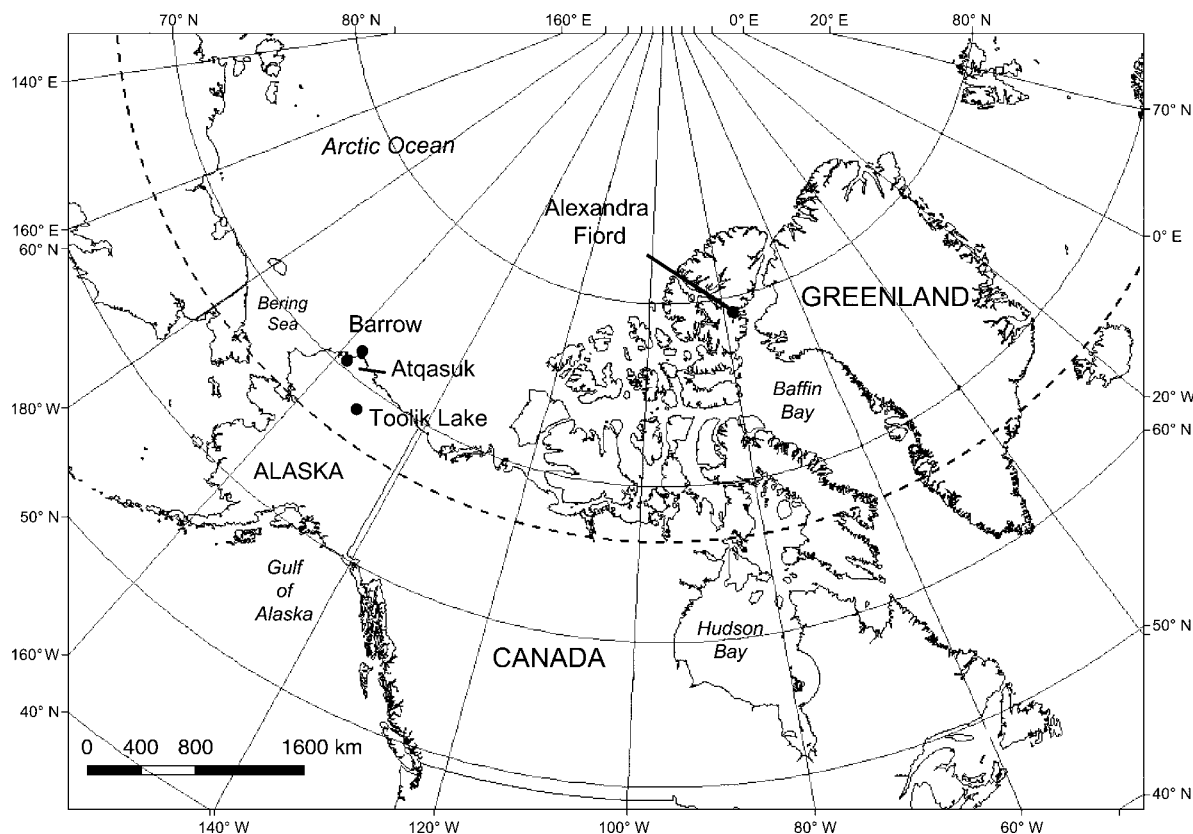 70° N
80° N
160° E
0° E
20° E
80° N
140° E
70° N
Arctic Ocean
Alexandra
Fiord
160° E
60° N
0° E
GREENLAND
Bering
Sea
Barrow
Atqasuk
Baffin
Bay
20° W
180° W
Toolik Lake
60° N
ALASKA
50° N
Gulf
of
Alaska
Hudson
Bay
50° N
CANADA
160° W
40° N
0 400 800 1600 km
40° N
140° W
120° W
100° W
80° W
60° W